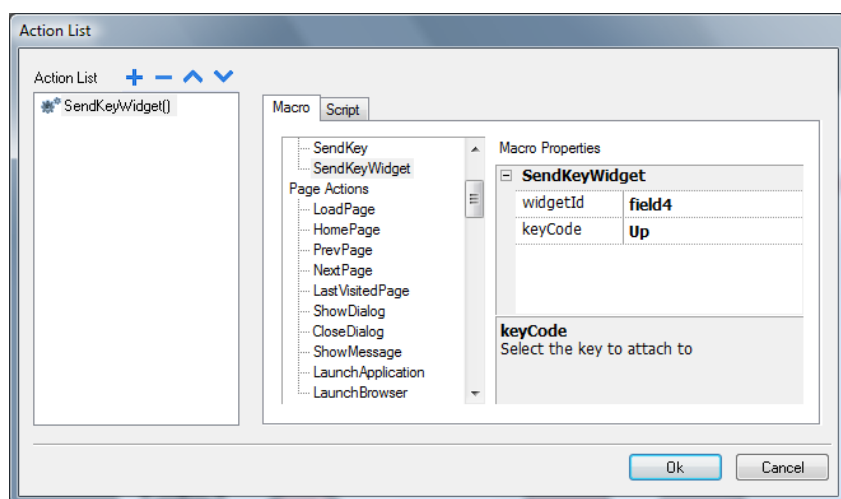 Action List
Action List
SendKeyWidget()
Macro Script
SendKey
SendKeyWidget
Page Actions
LoadPage
HomePage
PrevPage
NextPage
LastVisitedPage
ShowDialog
CloseDialog
ShowMessage
LaunchApplication
LaunchBrowser
Macro Properties
SendKeyWidget
widgetId field4
keyCode Up
keyCode
Select the key to attach to
Ok Cancel